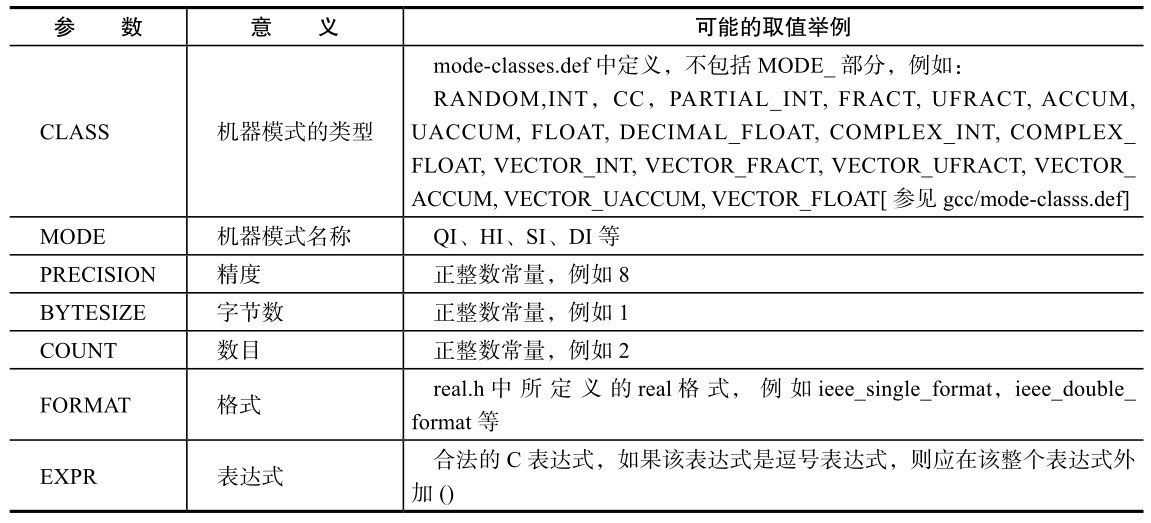 参 数 意 义 可能的取值举例
mode-classes.def 中定义，不包括 MODE_ 部分，例如：
RANDOM,INT，CC，PARTIAL_INT, FRACT, UFRACT, ACCUM,
CLASS 机器模式的类型 UACCUM, FLOAT, DECIMAL_FLOAT, COMPLEX_INT, COMPLEX_
FLOAT, VECTOR_INT, VECTOR_FRACT, VECTOR_UFRACT, VECTOR_
ACCUM, VECTOR_UACCUM, VECTOR_FLOAT[ 参见 gcc/mode-classs.def]
MODE 机器模式名称 QI、HI、SI、DI 等
PRECISION 精度 正整数常量，例如 8
BYTESIZE 字节数 正整数常量，例如 1
COUNT 数目 正整数常量，例如 2
FORMAT 格式 real.h 中所定义的 real 格式，例如 ieee_single_format，ieee_double_
format 等
EXPR 表达式 合法的 C 表达式，如果该表达式是逗号表达式，则应在该整个表达式外
加 ()